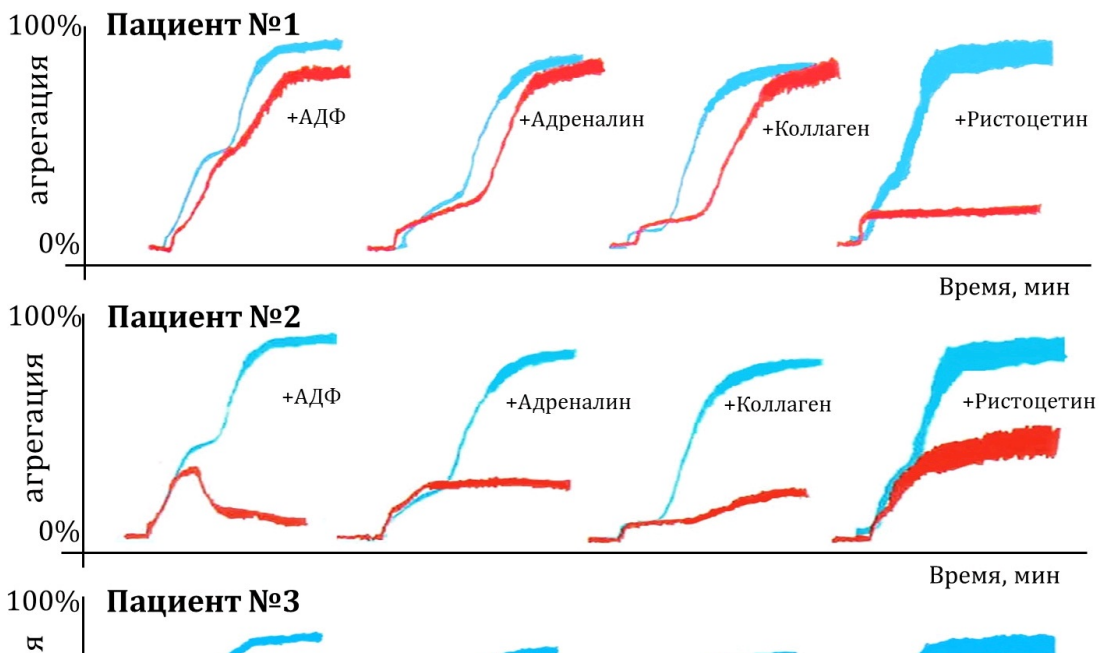 100%
Пациент №1
агрегация
+АДФ
+Адреналин
+Коллаген
+Ристоцетин
0%
Время, мин
100%
Пациент №2
агрегация
+АДФ
+Адреналин
+Коллаген
+Ристоцетин
0%
Время, мин
100%
Пациент №3
я